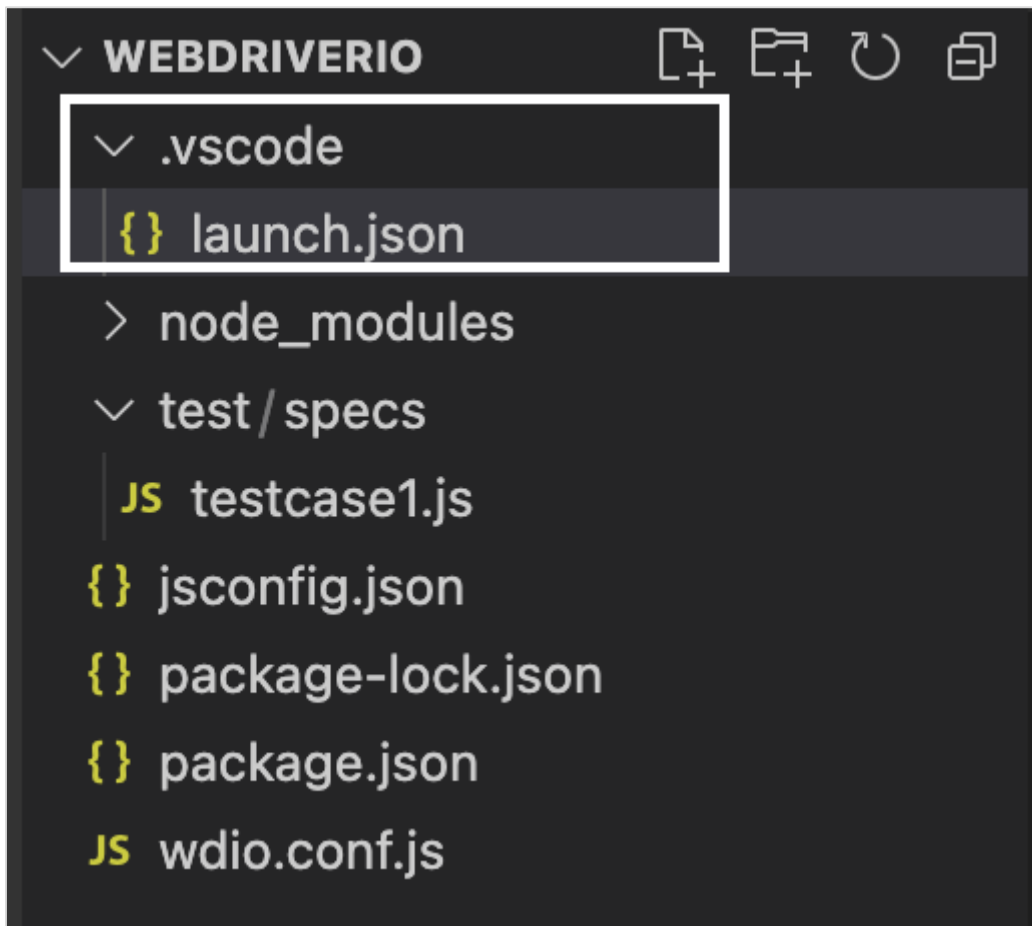 WEBDRIVERIO
.vscode
{} launch.json
node_modules
test/specs
JS testcase1.js
{} jsconfig.json
{} package-lock.json
{} package.json
JS wdio.conf.js